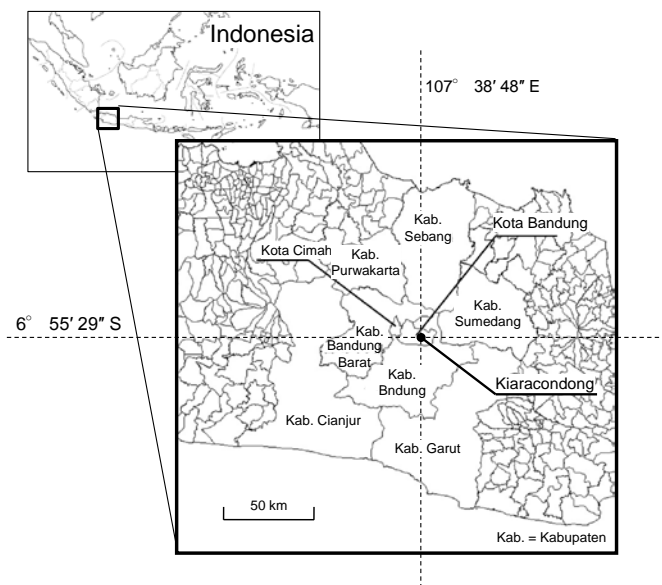 Indonesia
107° 38′ 48″ E
Kab.
Sebang
Kota Bandung
Kota Cimah
Kab.
Purwakarta
Kab.
Sumedang
6° 55′ 29″ S
Kab.
Bandung
Barat
Kab.
Bndung
Kiaracondong
Kab. Cianjur
Kab. Garut
50 km
Kab. = Kabupaten